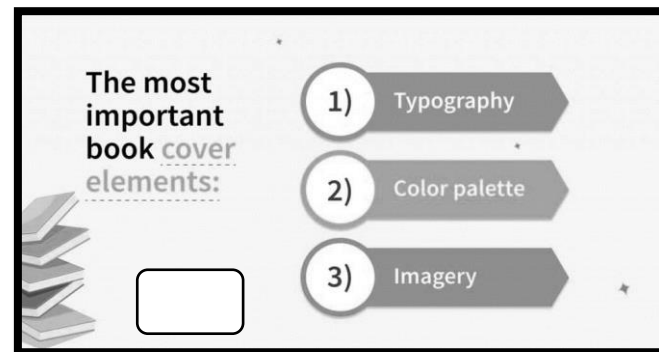 The most
important
book cover
elements:
1) Typography
2) Color palette
3) Imagery